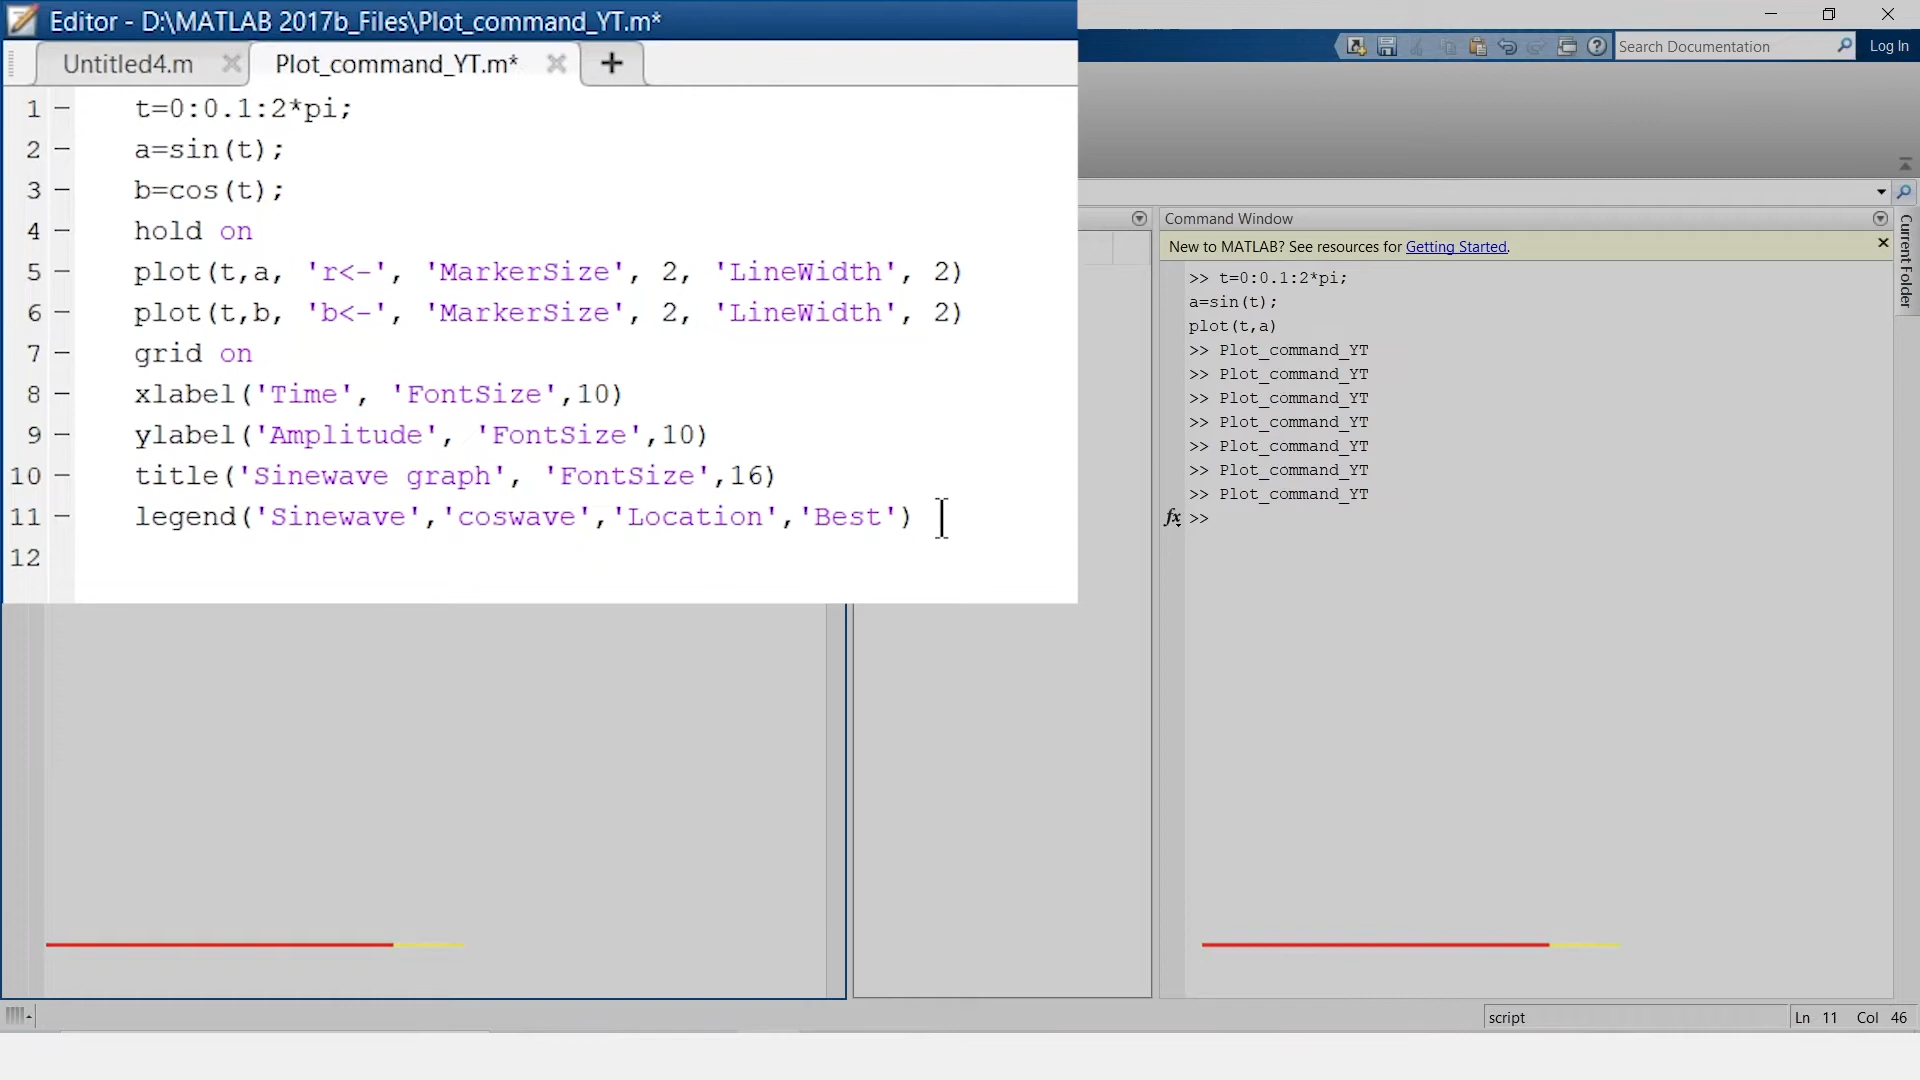 Editor - D:\MATLAB 2017b_Files\Plot_command_YT.m*
Untitled4.m
Plot_command_YT.m*
1 t=0:0.1:2*pi;
2 a=sin(t);
3 b=cos(t);
4 hold on
5 plot(t,a, 'r<-', 'MarkerSize', 2, 'LineWidth', 2)
6 plot(t,b, 'b<-', 'MarkerSize', 2, 'LineWidth', 2)
7 grid on
8 xlabel('Time', 'FontSize',10)
9 ylabel('Amplitude', 'FontSize',10)
10 title('Sinewave graph', 'FontSize',16)
11 legend('Sinewave','coswave','Location','Best')
12
Search Documentation
Log In
Command Window
New to MATLAB? See resources for Getting Started.
>> t=0:0.1:2*pi;
a=sin(t);
plot(t,a)
>> Plot_command_YT
>> Plot_command_YT
>> Plot_command_YT
>> Plot_command_YT
>> Plot_command_YT
>> Plot_command_YT
>> Plot_command_YT
fx >>
Current Folder
script
Ln 11 Col 46